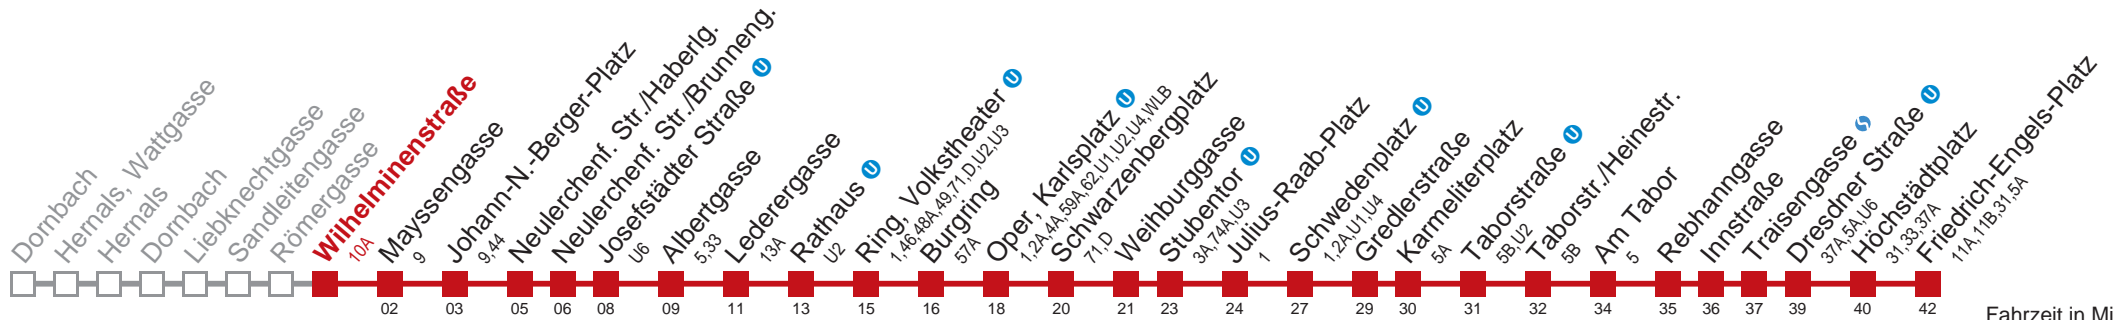 Dornbach
Hernals, Wattgasse
Hernals
Dornbach
Liebknechtgasse
Sandleitengasse
Römergasse
Wilhelminenstraße
10A
Mayssengasse
9
Johann-N.-Berger-Platz
9,44
Neulerchenf. Str./Haberlg.
Neulerchenf. Str./Brunneng.
Josefstädter Straße U
U6
Albertgasse
5,33
Lederergasse
13A
Rathaus U
U2
Ring, Volkstheater U
1,46,48A,49,71,D,U2,U3
Burgring
57A
Oper, Karlsplatz U
1,2A,4A,59A,62,U1,U2,U4,WLB
Schwarzenbergplatz
71,D
Weihburggasse
Stubentor U
3A,74A,U3
Julius-Raab-Platz
1
Schwedenplatz U
1,2A,U1,U4
Gredlerstraße
Karmeliterplatz
5A
Taborstraße U
5B,U2
Taborstr./Heinestr.
5B
Am Tabor
5
Rebhanngasse
Innstraße
Traisengasse
Dresdner Straße U
37A,5A,U6
Höchstädtplatz
31,33,37A
Friedrich-Engels-Platz
11A,11B,31,5A
02 03 05 06 08 09 11 13 15 16 18 20 21 23 24 27 29 30 31 32 34 35 36 37 39 40 42
Fahrzeit in Mi